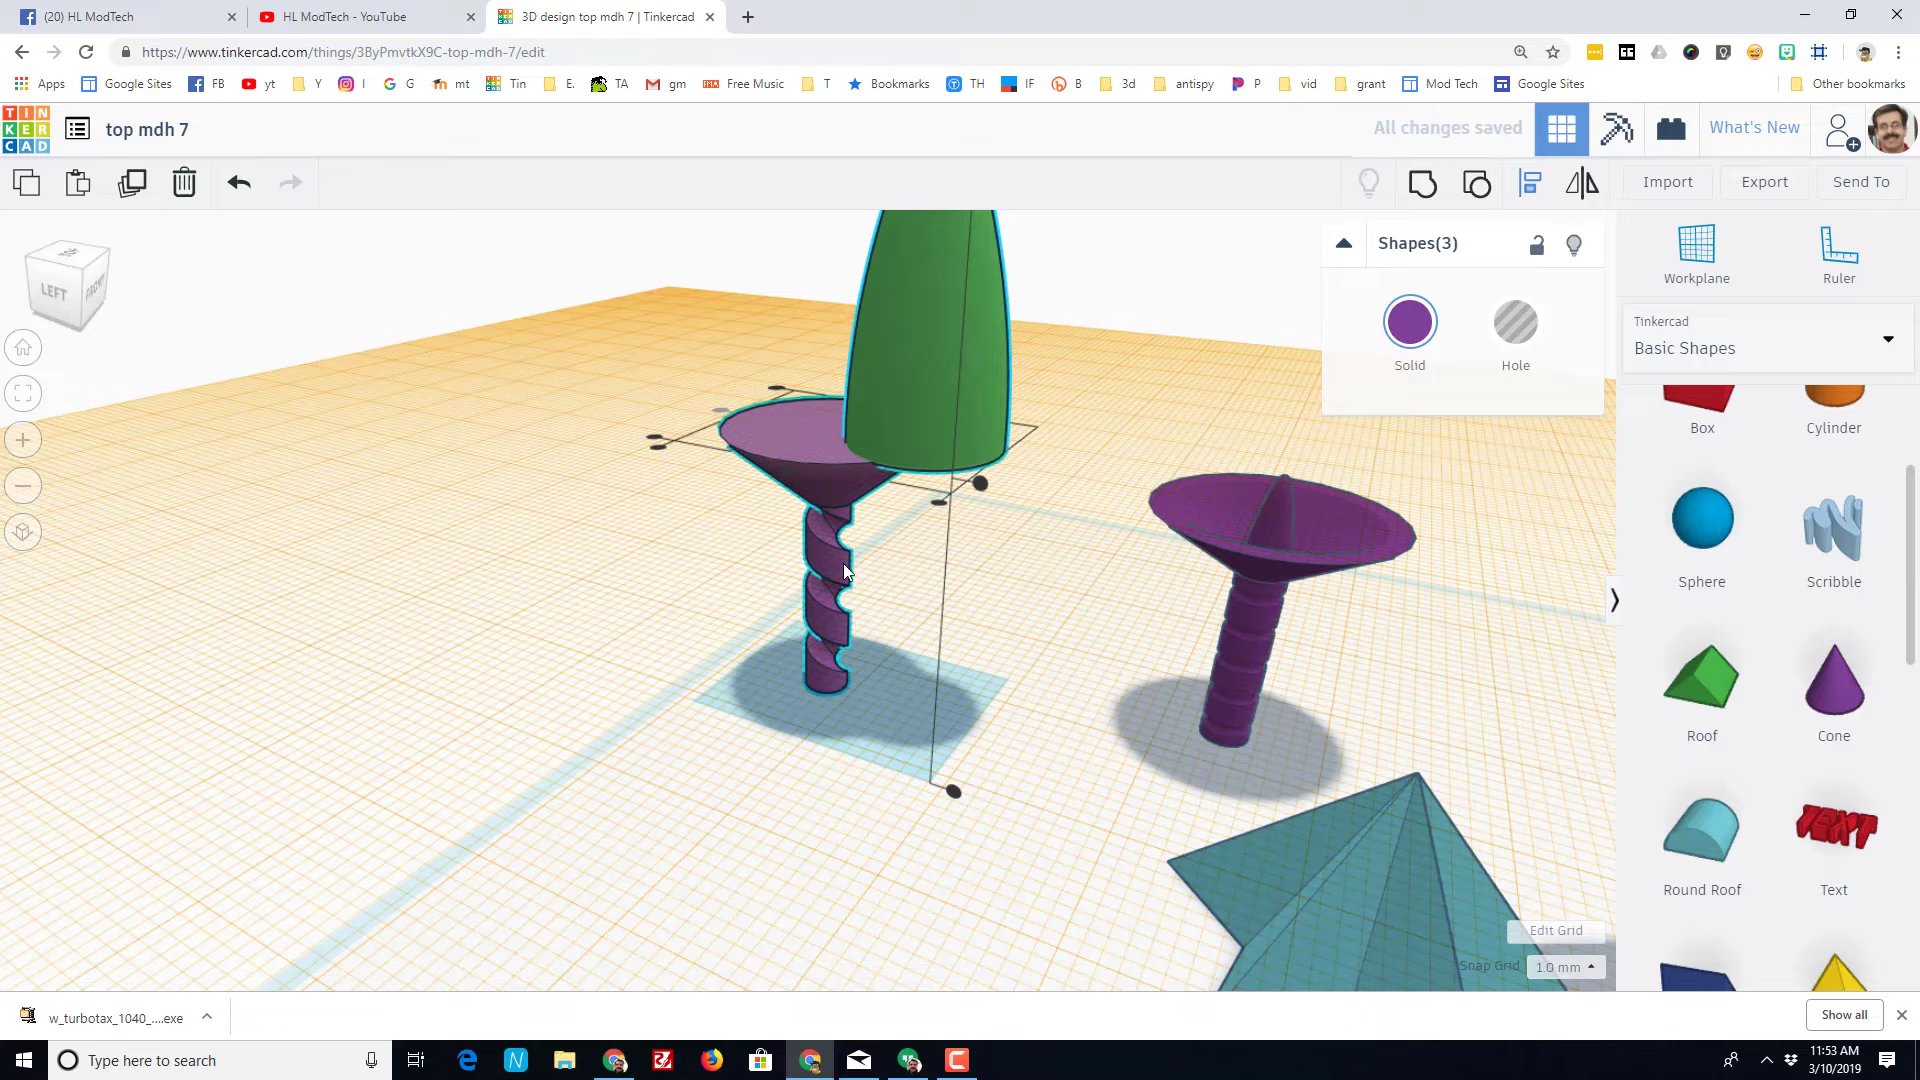 (20) HL ModTech
HL ModTech - YouTube
3D design top mdh 7 | Tinkercad
https://www.tinkercad.com/things/3ByPmvtkX9C-top-mdh-7/edit
Apps
Google Sites
FB
yt
Y
I
G
mt
Tin
E.
TA
gm
Free Music
T
Bookmarks
TH
IF
B
3d
antispy
P
vid
grant
Mod Tech
Google Sites
Other bookmarks
TIN
KER
CAD
top mdh 7
All changes saved
What's New
Import
Export
Send To
LEFT
FRONT
Shapes(3)
Solid
Hole
Workplane
Ruler
Tinkercad
Basic Shapes
Box
Cylinder
Sphere
Scribble
Roof
Cone
TEXT
Round Roof
Text
Edit Grid
Snap Grid
1.0 mm
w_turbotax_1040_....exe
Show all
Type here to search
11:53 AM
3/10/2019